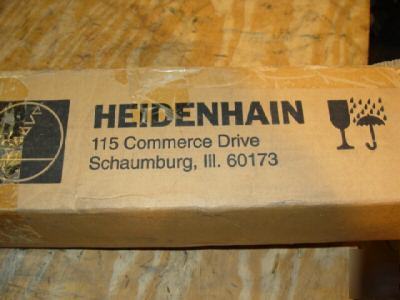 HEIDENHAIN
115 Commerce Drive
Schaumburg, Ill. 60173